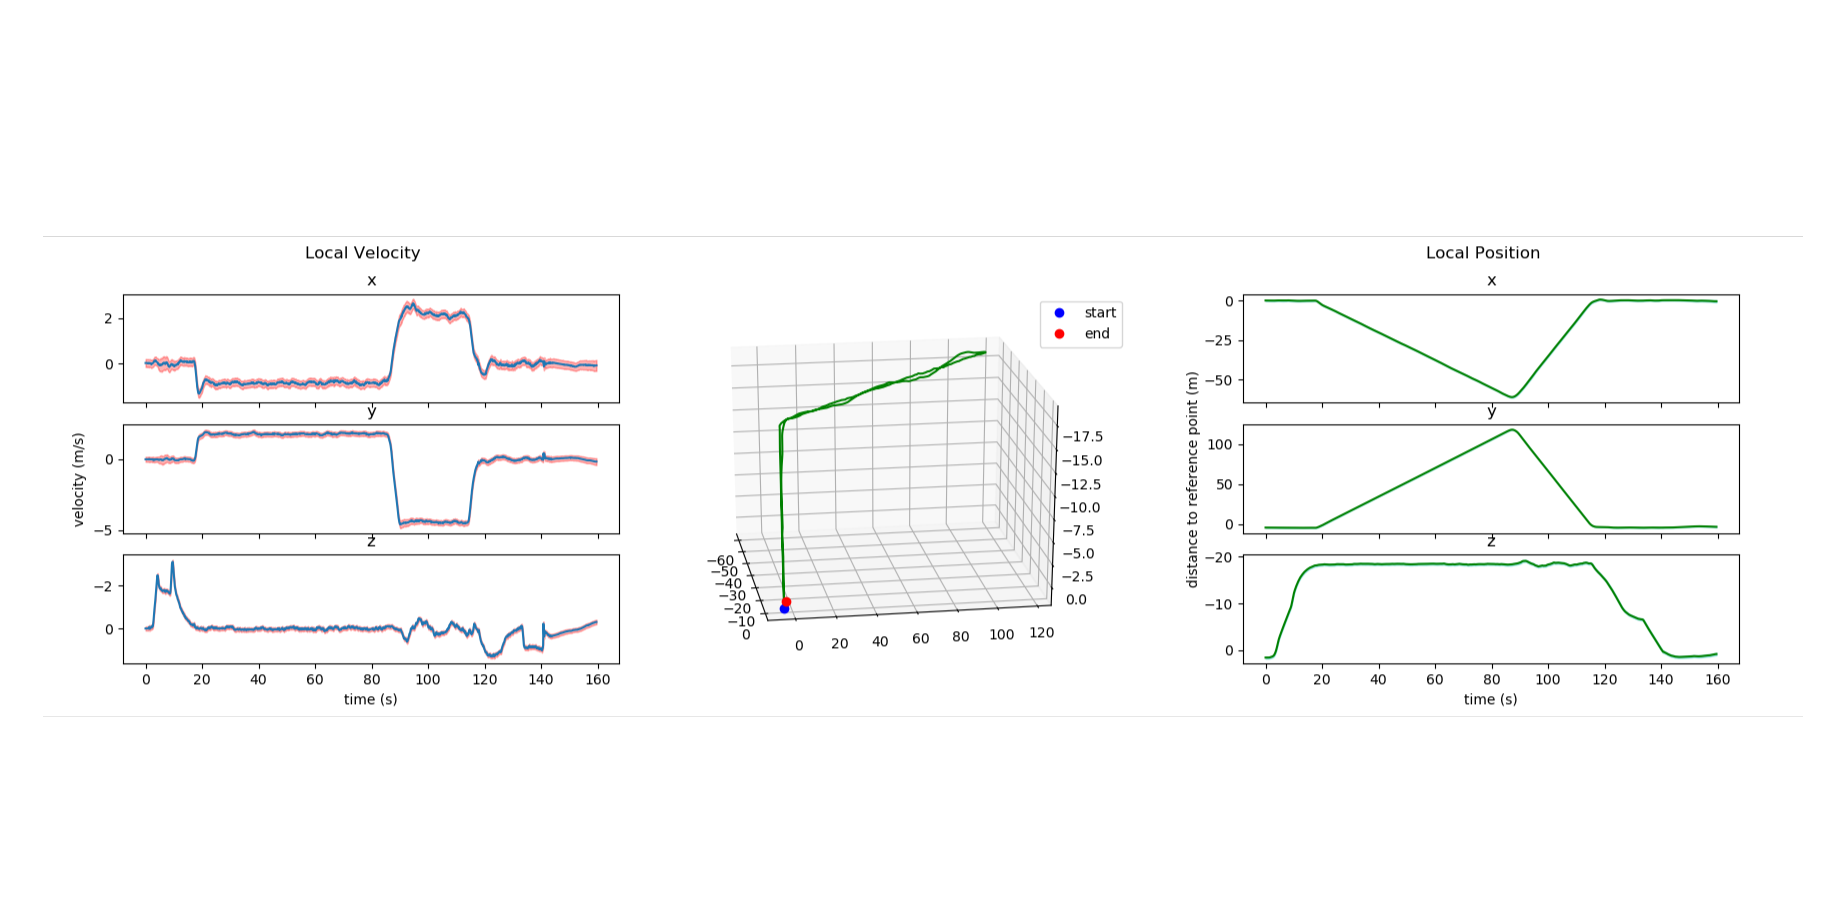 Local Velocity
x
2
0
y
0
−5
velocity (m/s)
z
−2
0
0 20 40 60 80 100 120 140 160
time (s)
start
end
−17.5
−15.0
−12.5
−10.0
−7.5
−5.0
−2.5
0.0
−60
−50
−40
−30
−20
−10
0
0 20 40 60 80 100 120
Local Position
x
0
−25
−50
y
100
50
0
distance to reference point (m)
z
−20
−10
0
0 20 40 60 80 100 120 140 160
time (s)